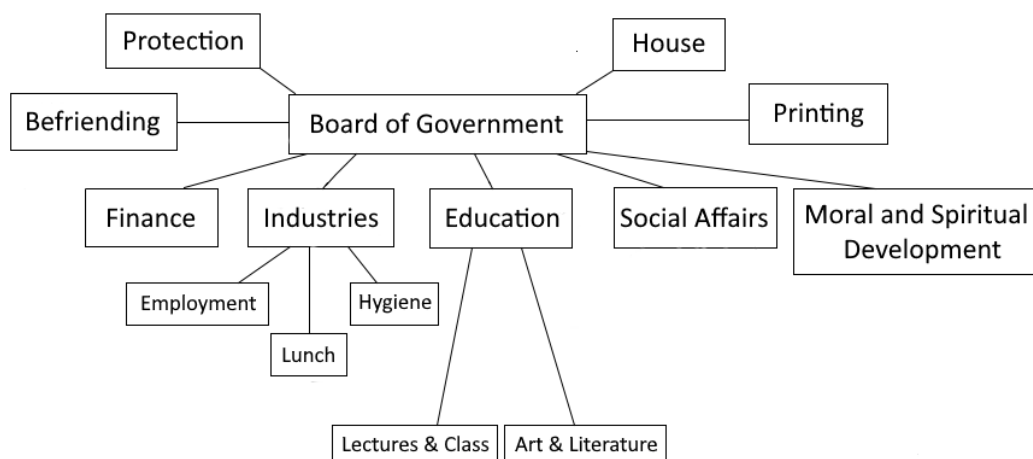 Protection
House
Befriending
Board of Government
Printing
Finance
Industries
Education
Social Affairs
Moral and Spiritual
Development
Employment
Hygiene
Lunch
Lectures & Class
Art & Literature